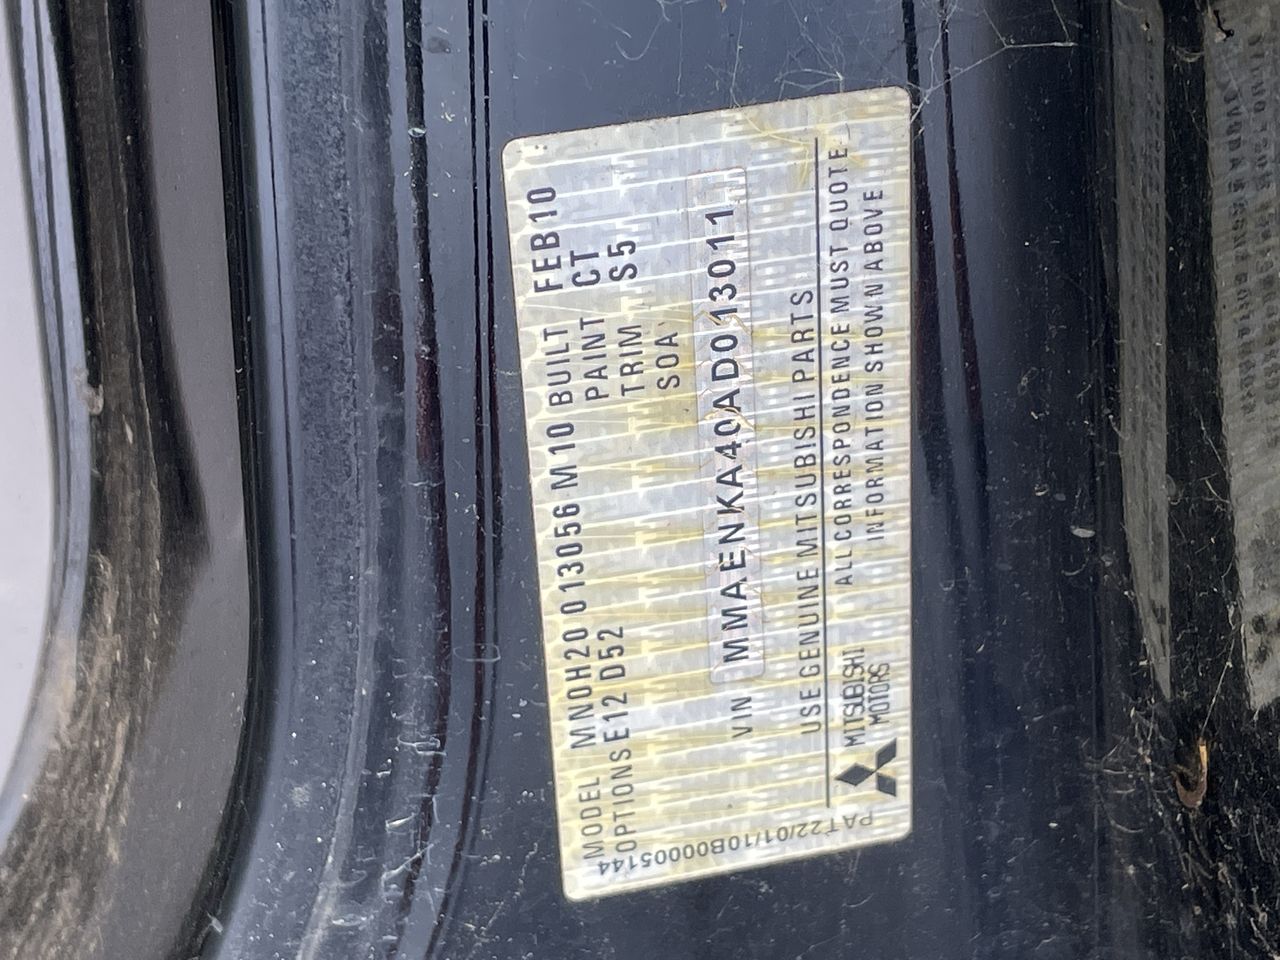 MODEL MN0H20 013056 M10 BUILT FEB10
OPTIONS E12 D52 PAINT CT
TRIM S5
SOA
VIN MMAENKA40AD013011
USE GENUINE MITSUBISHI PARTS
MITSUBISHI MOTORS
ALL CORRESPONDENCE MUST QUOTE
INFORMATION SHOWN ABOVE
PAT22/01/10B00005144